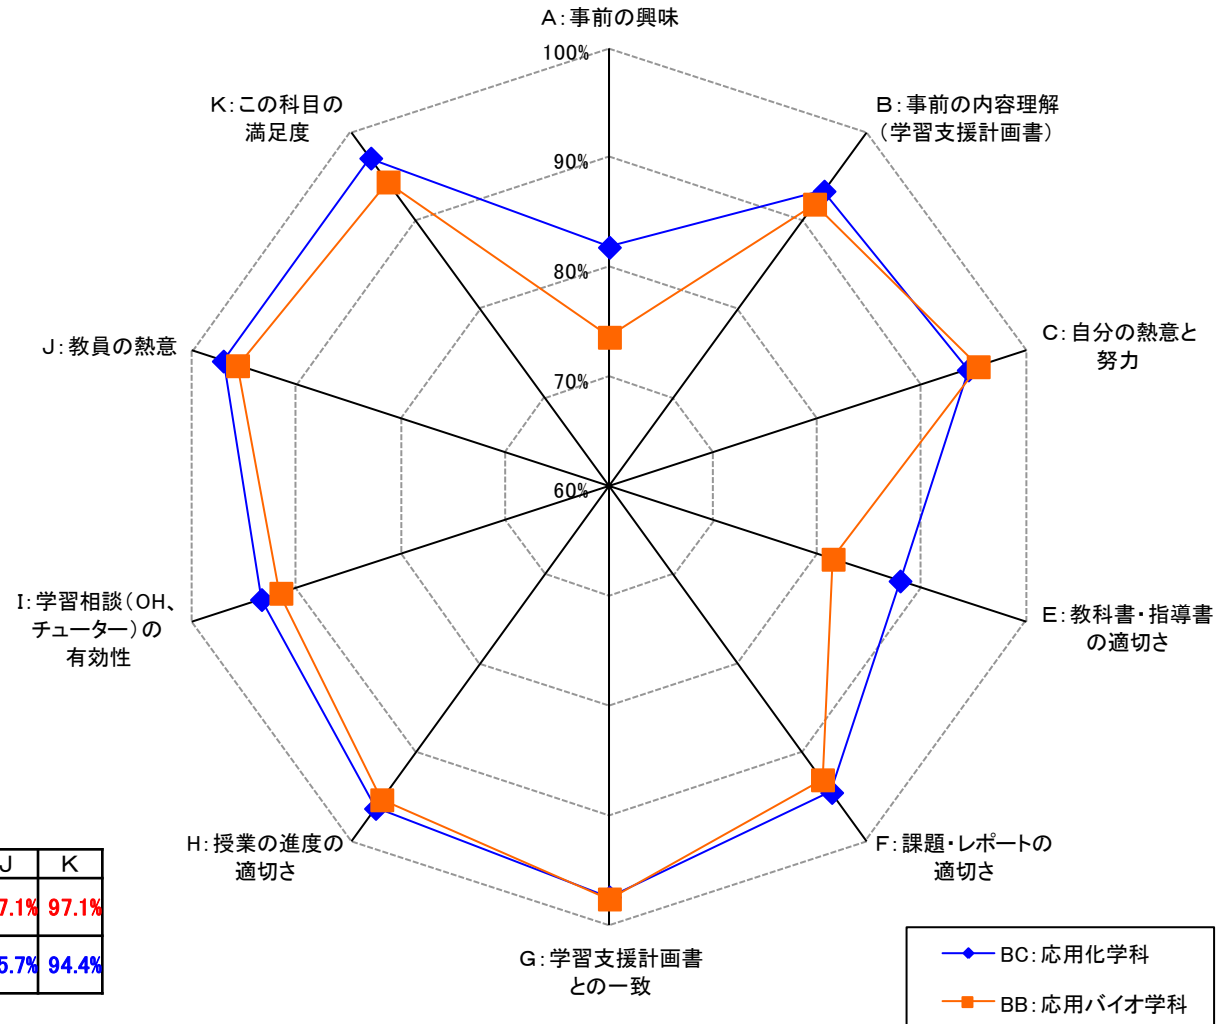 A：事前の興味
100%
K：この科目の
満足度
B：事前の内容理解
（学習支援計画書）
90%
80%
J：教員の熱意
C：自分の熱意と
努力
70%
60%
I：学習相談（OH、
チューター）の
有効性
E：教科書・指導書
の適切さ
H：授業の進度の
適切さ
F：課題・レポートの
適切さ
J K
7.1% 97.1%
5.7% 94.4%
G：学習支援計画書
との一致
BC：応用化学科
BB：応用バイオ学科